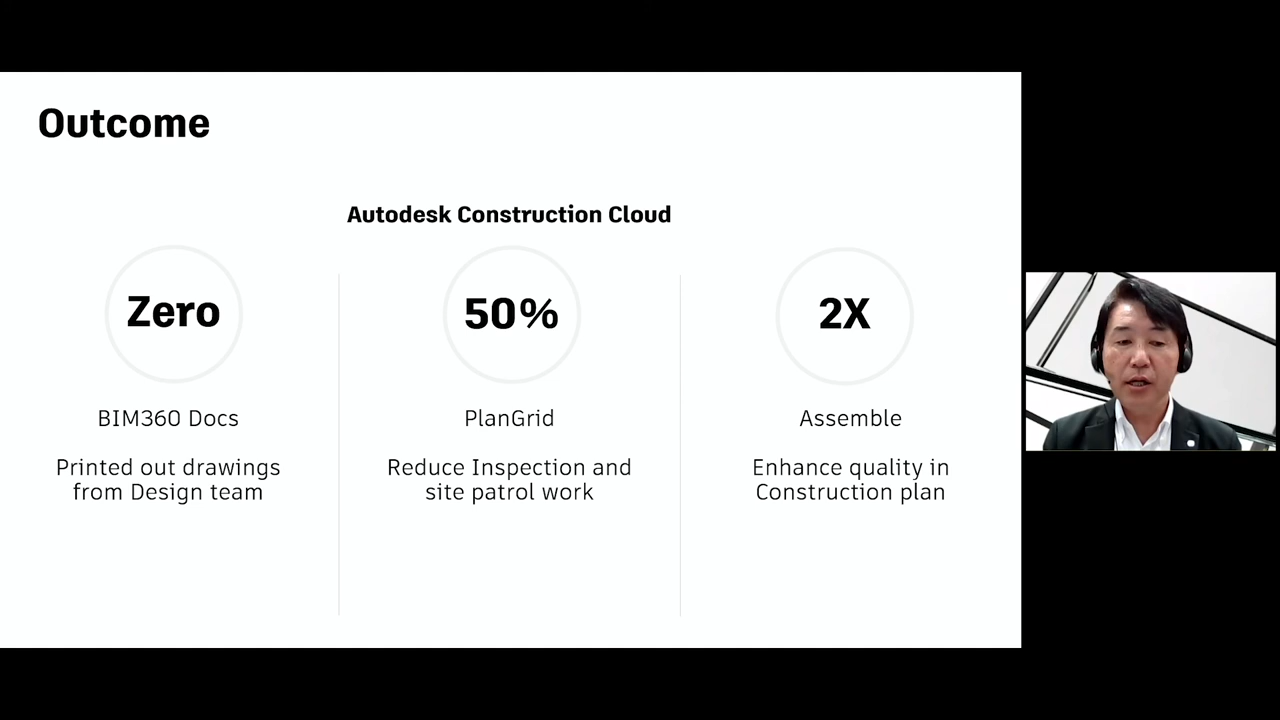 Outcome
Autodesk Construction Cloud
Zero
BIM360 Docs
Printed out drawings
from Design team
50%
PlanGrid
Reduce Inspection and
site patrol work
2X
Assemble
Enhance quality in
Construction plan